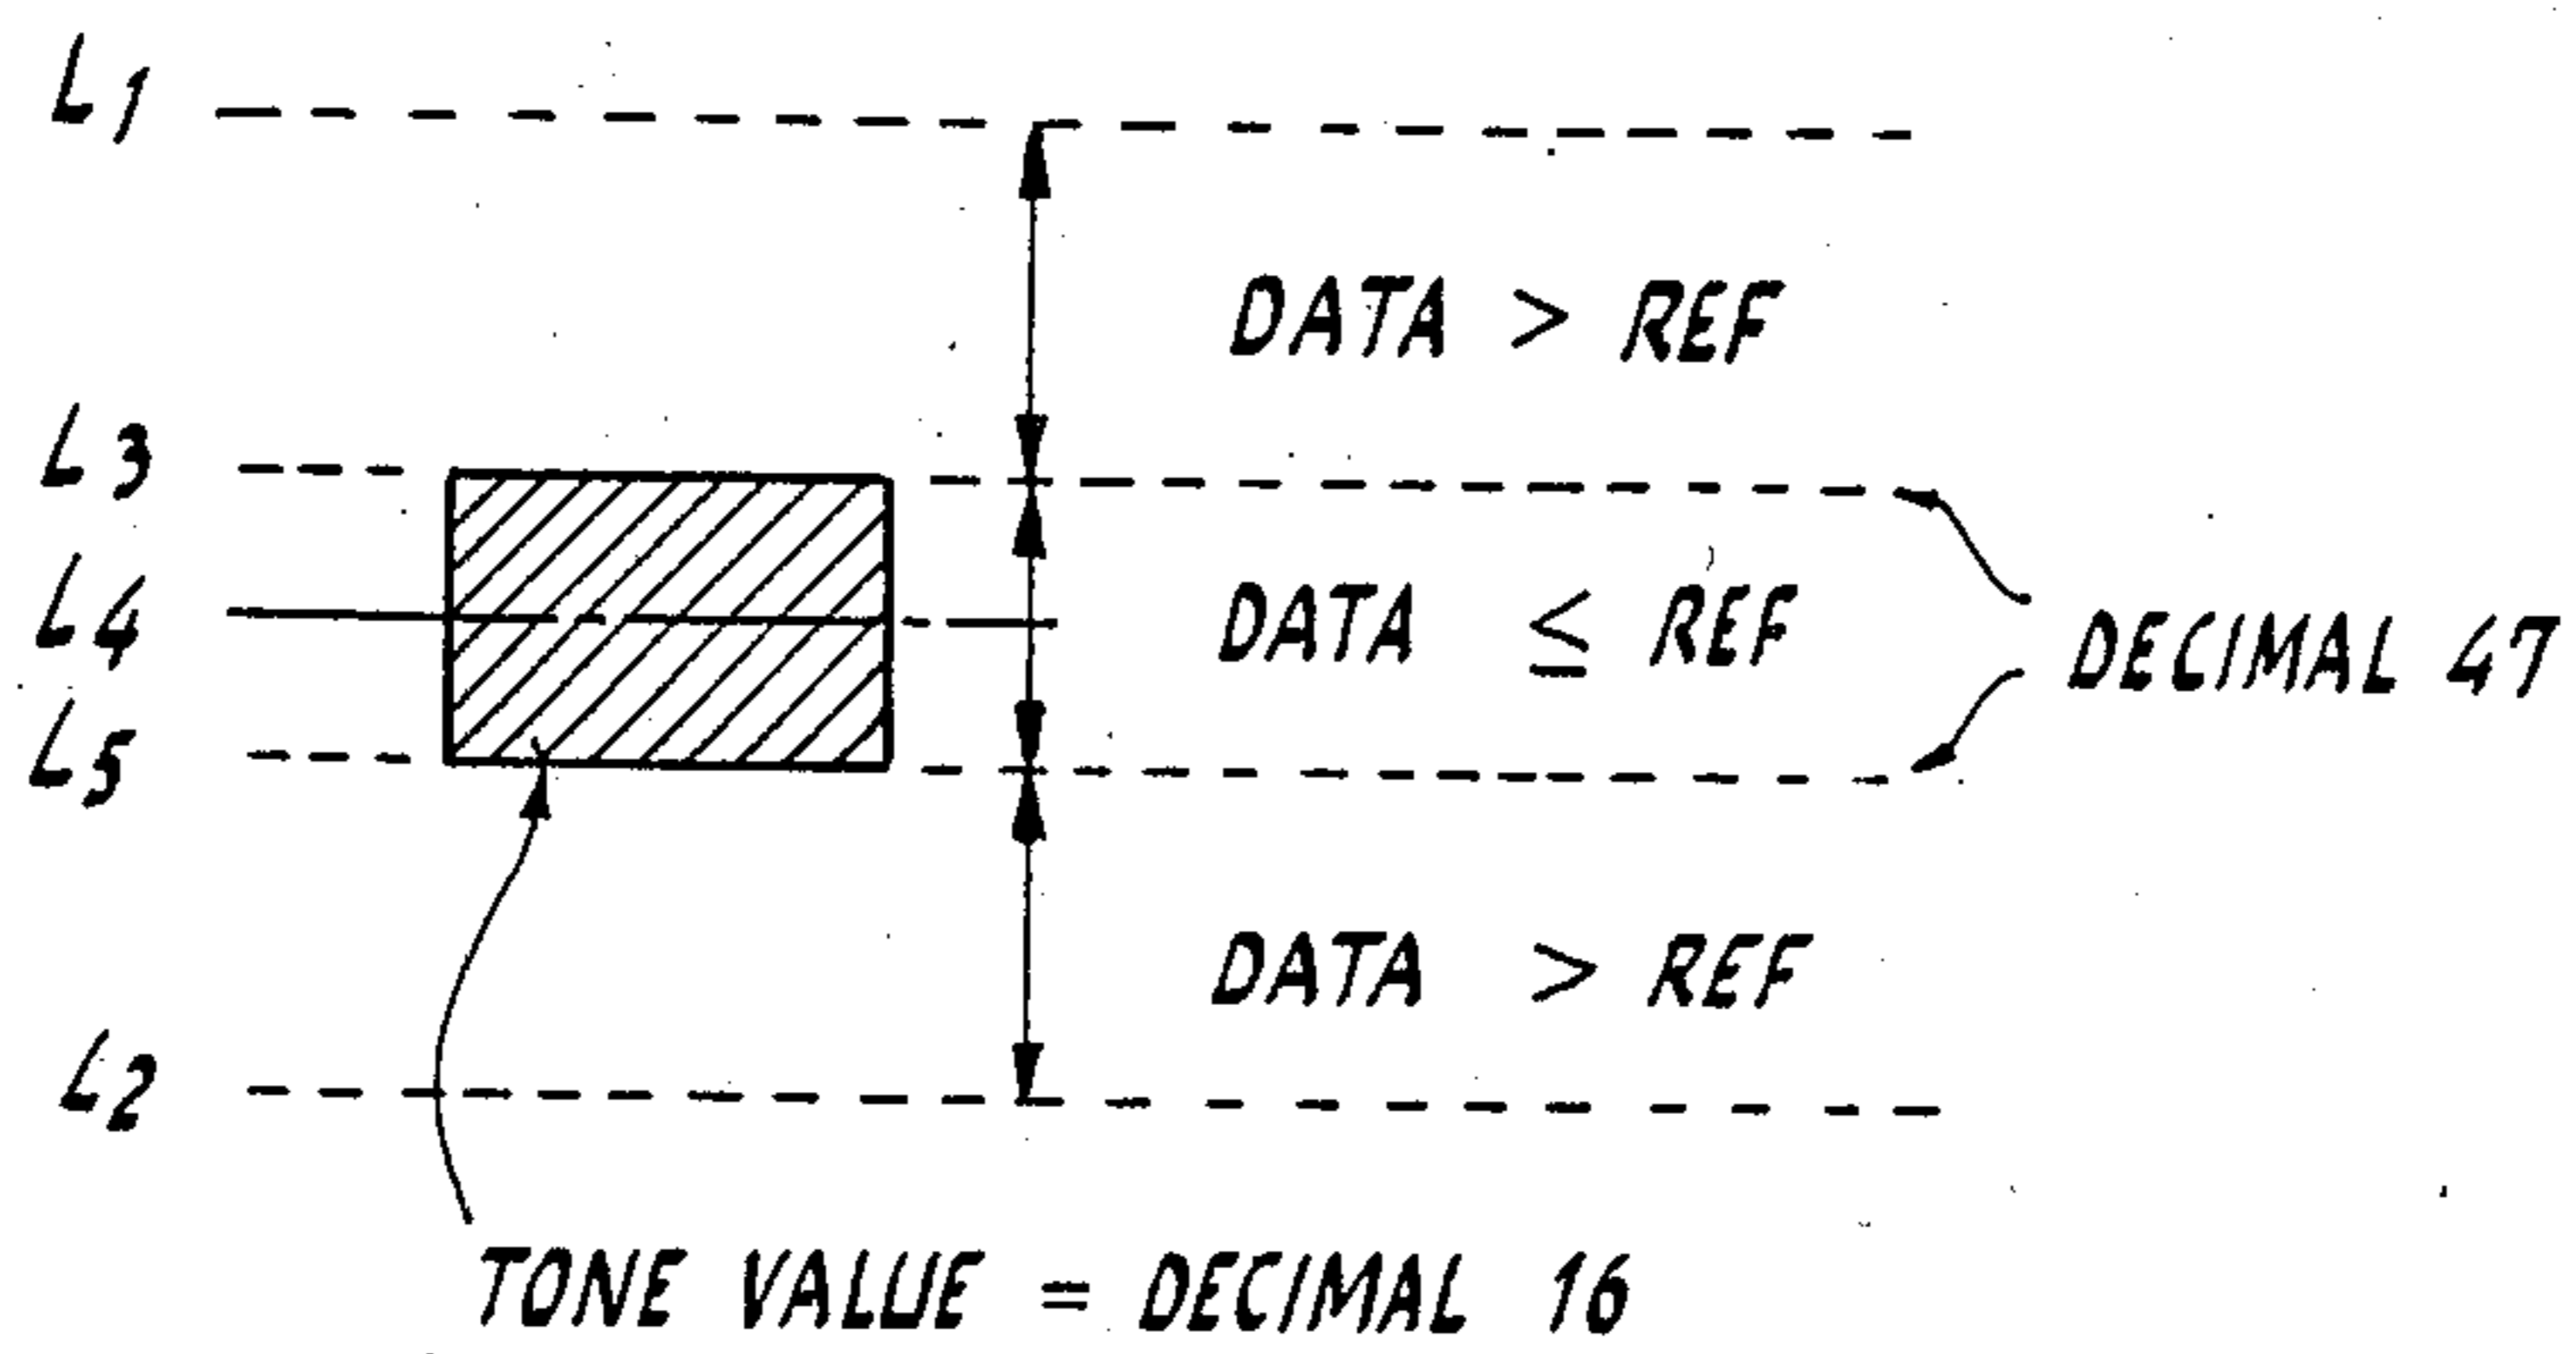 L1
DATA > REF
L3
L4
DATA ≤ REF
DECIMAL 47
L5
DATA > REF
L2
TONE VALUE = DECIMAL 16